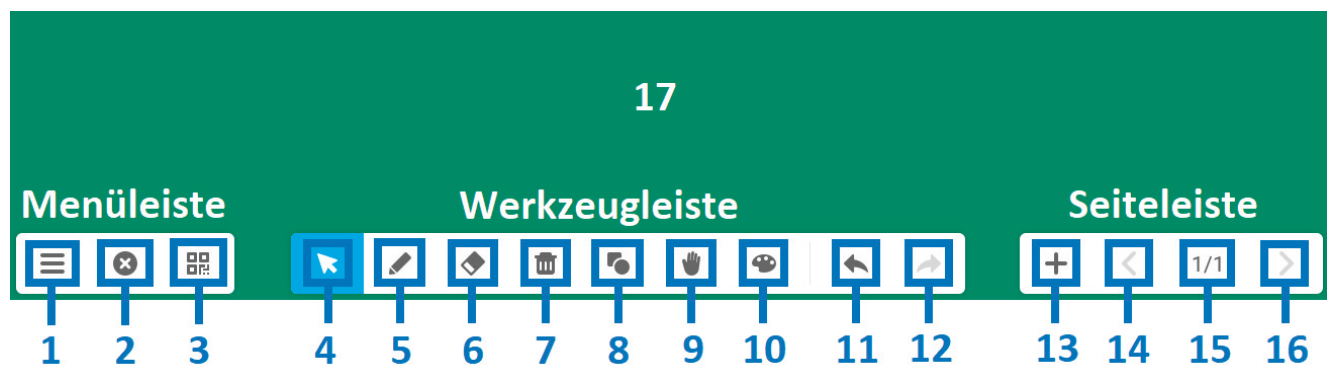 17
Menüleiste
Werkzeugleiste
Seiteleiste
1/1
1 2 3 4 5 6 7 8 9 10 11 12 13 14 15 16